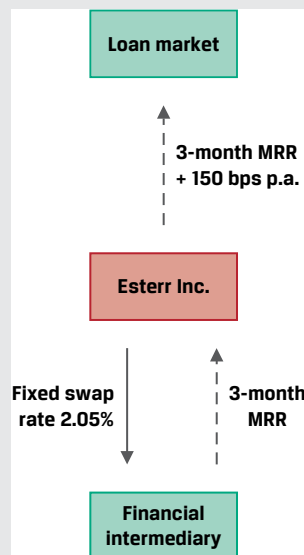 Loan market
3-month MRR
+ 150 bps p.a.
Esterr Inc.
Fixed swap
rate 2.05%
3-month
MRR
Financial
intermediary